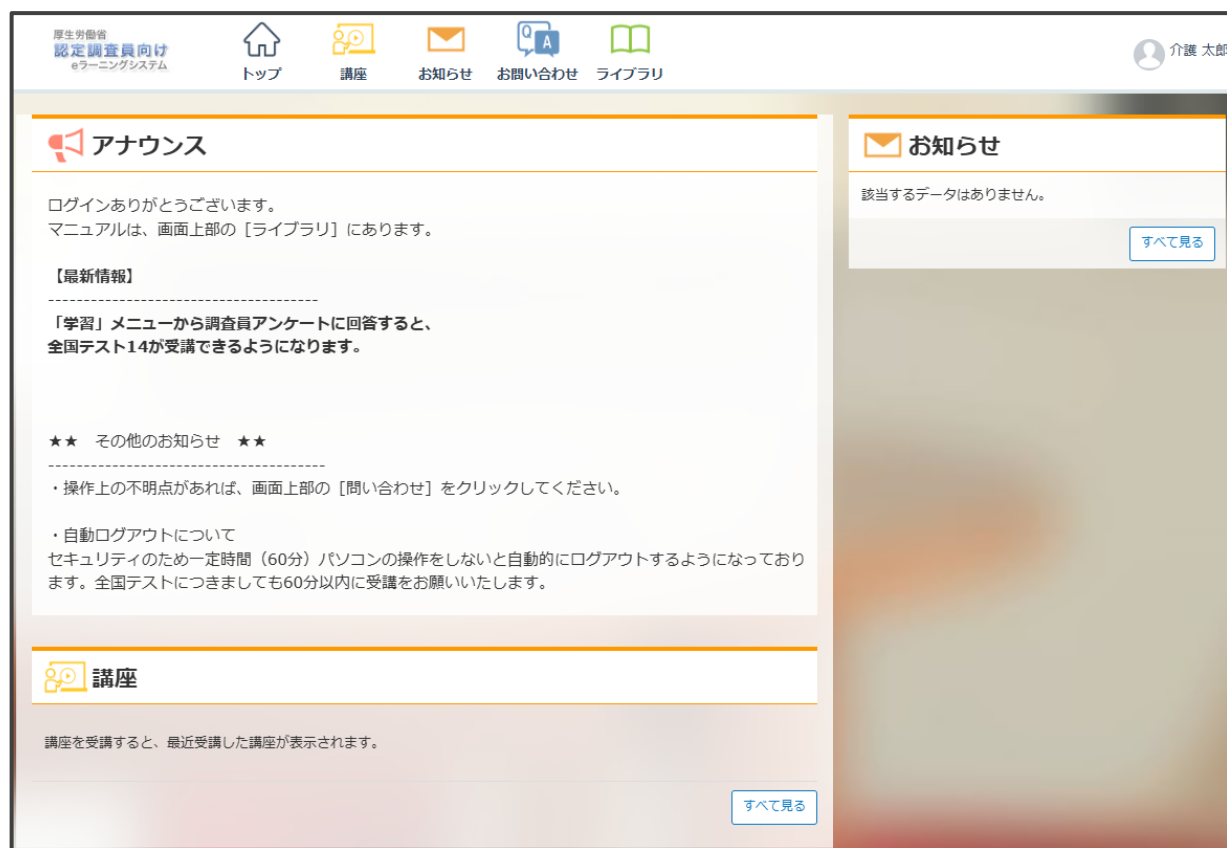 厚生労働省
認定調査員向け
eラーニングシステム
トップ
講座
お知らせ
お問い合わせ
ライブラリ
介護 太郎
アナウンス
ログインありがとうございます。
マニュアルは、画面上部の［ライブラリ］にあります。
【最新情報】
--------------------------------------
「学習」メニューから調査員アンケートに回答すると、
全国テスト14が受講できるようになります。
★★　その他のお知らせ　★★
---------------------------------------
・操作上の不明点があれば、画面上部の［問い合わせ］をクリックしてください。
・自動ログアウトについて
セキュリティのため一定時間（60分）パソコンの操作をしないと自動的にログアウトするようになっており
ます。全国テストにつきましても60分以内に受講をお願いいたします。
講座
講座を受講すると、最近受講した講座が表示されます。
すべて見る
お知らせ
該当するデータはありません。
すべて見る